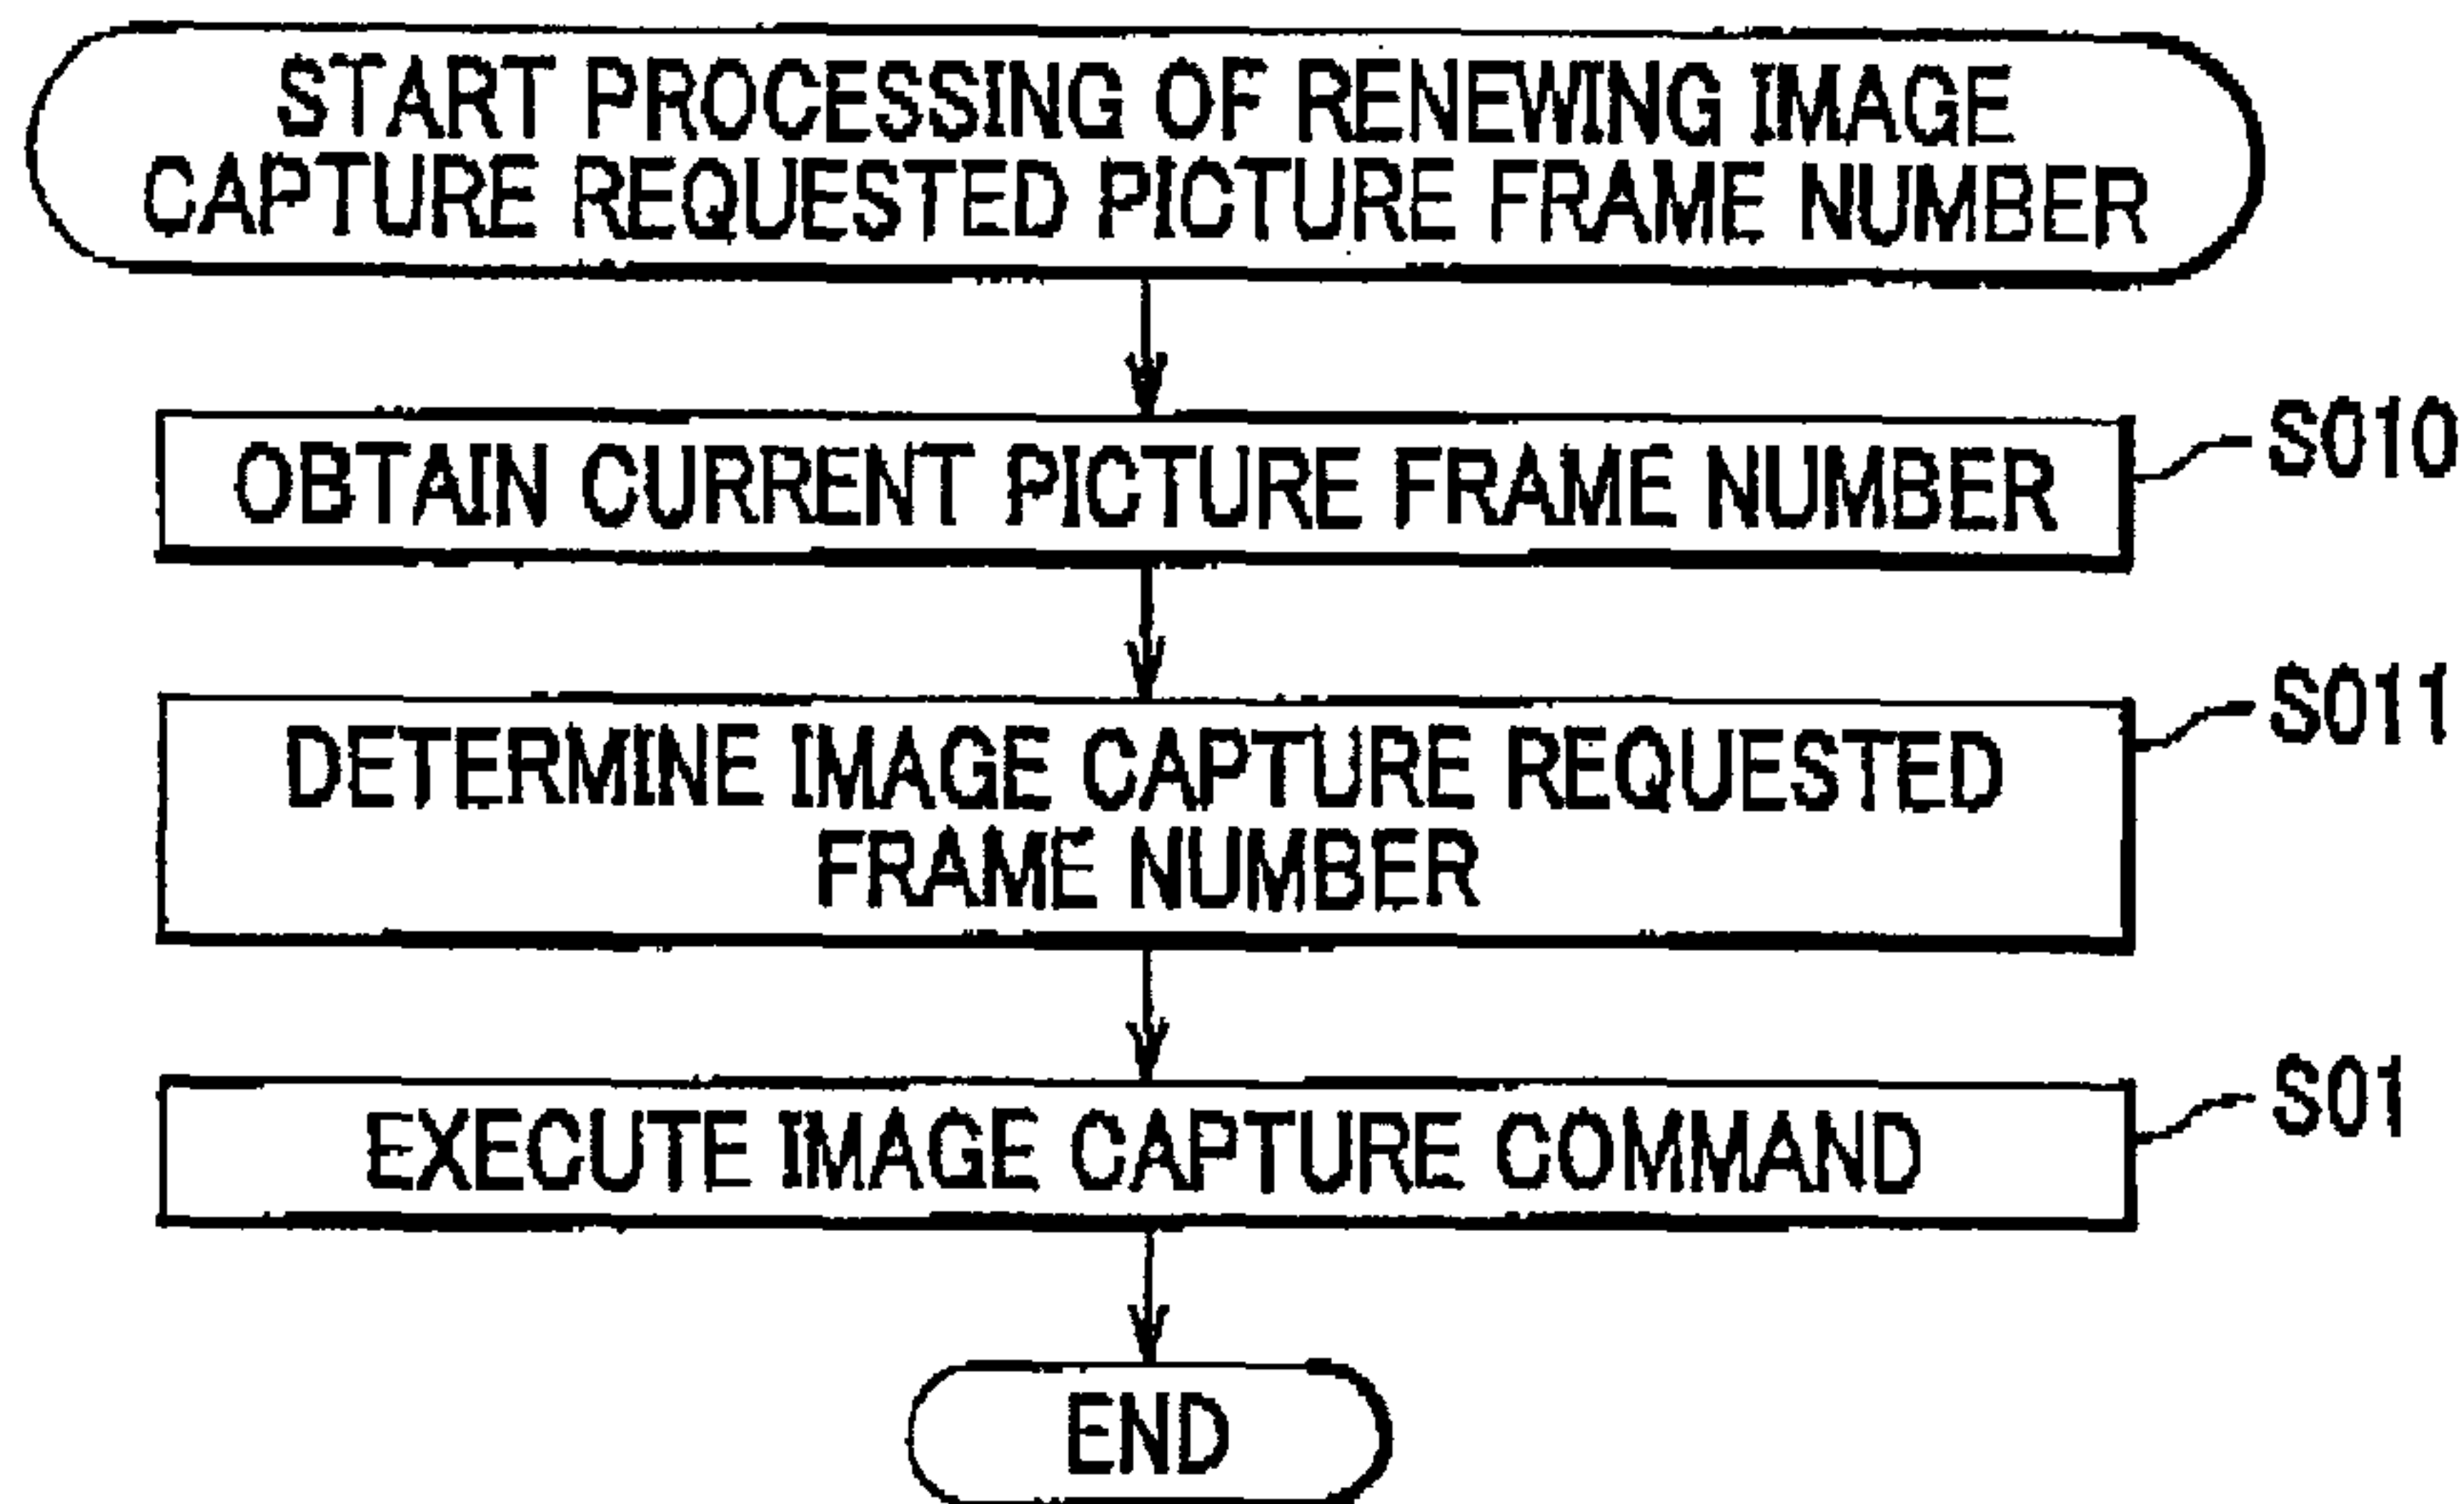 START PROCESSING OF RENEWING IMAGE
CAPTURE REQUESTED PICTURE FRAME NUMBER
OBTAIN CURRENT PICTURE FRAME NUMBER
S010
DETERMINE IMAGE CAPTURE REQUESTED
FRAME NUMBER
S011
EXECUTE IMAGE CAPTURE COMMAND
S01
END